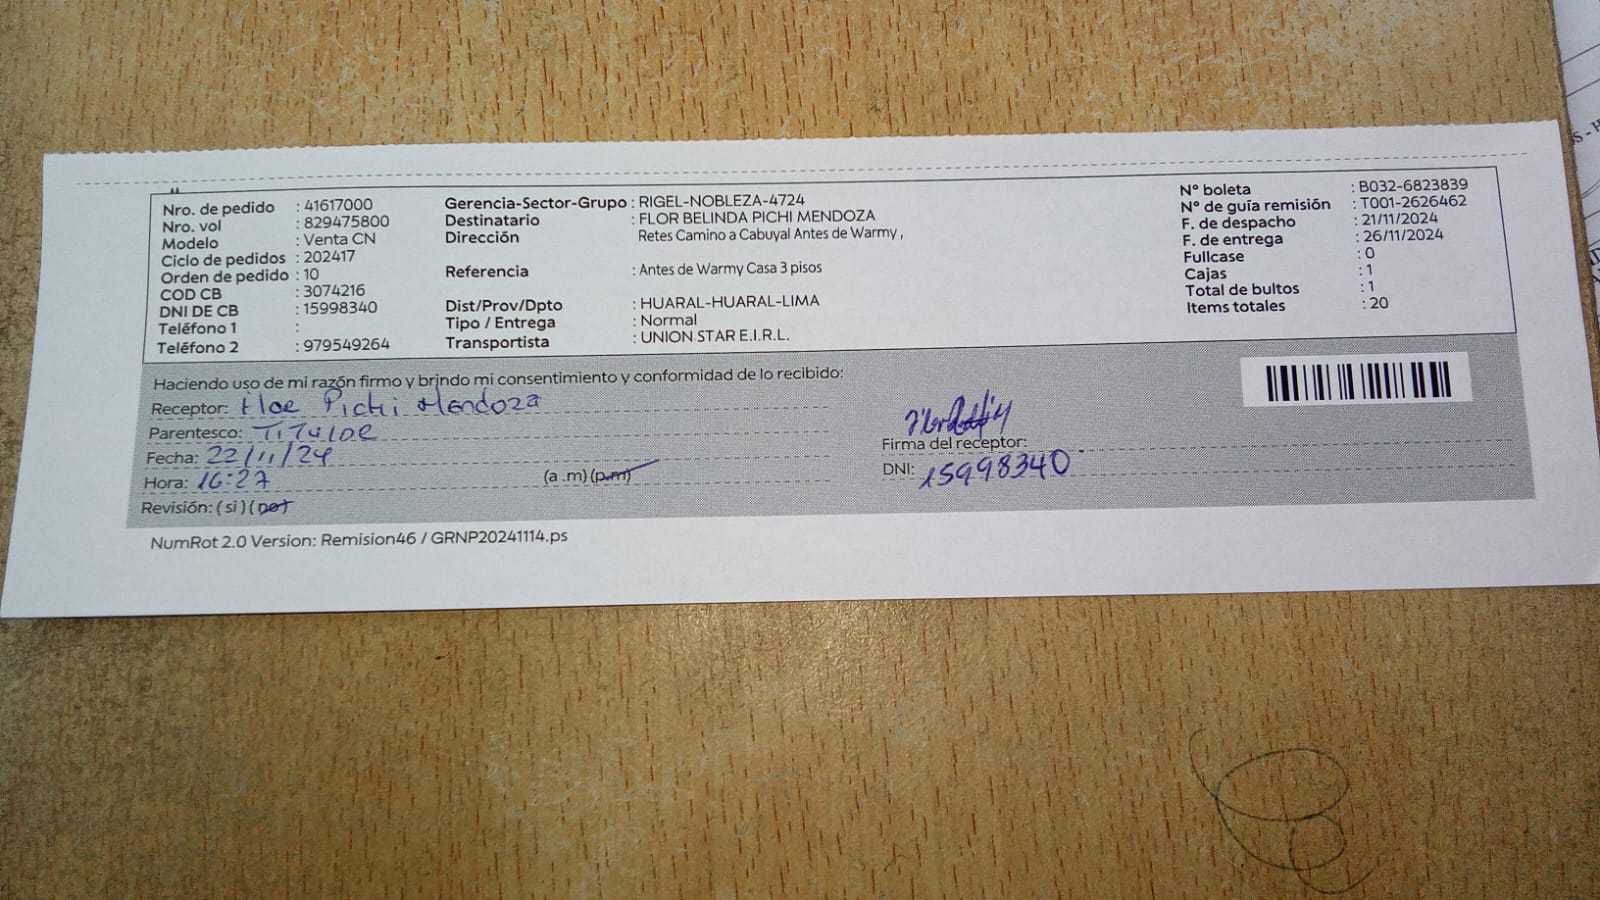 Nro. de pedido : 41617000
Nro. vol : 829475800
Modelo : Venta CN
Ciclo de pedidos : 202417
Orden de pedido : 10
COD CB : 3074216
DNI DE CB : 15998340
Teléfono 1 :
Teléfono 2 : 979549264
Gerencia-Sector-Grupo : RIGEL-NOBLEZA-4724
Destinatario : FLOR BELINDA PICHI MENDOZA
Dirección Retes Camino a Cabuyal Antes de Warmy ,
Referencia : Antes de Warmy Casa 3 pisos
Dist/Prov/Dpto : HUARAL-HUARAL-LIMA
Tipo / Entrega : Normal
Transportista : UNION STAR E.I.R.L.
N° boleta : B032-6823839
N° de guía remisión : T001-2626462
F. de despacho : 21/11/2024
F. de entrega : 26/11/2024
Fullcase : 0
Cajas : 1
Total de bultos : 1
Items totales : 20
Haciendo uso de mi razón firmo y brindo mi consentimiento y conformidad de lo recibido:
Receptor: Flor Pichi Mendoza
Parentesco: TiTular
Fecha: 22/11/24
Hora: 16:27 (a .m) (p.m)
Revisión: ( si ) ( no )
Firma del receptor:
DNI: 15998340
NumRot 2.0 Version: Remision46 / GRNP20241114.ps